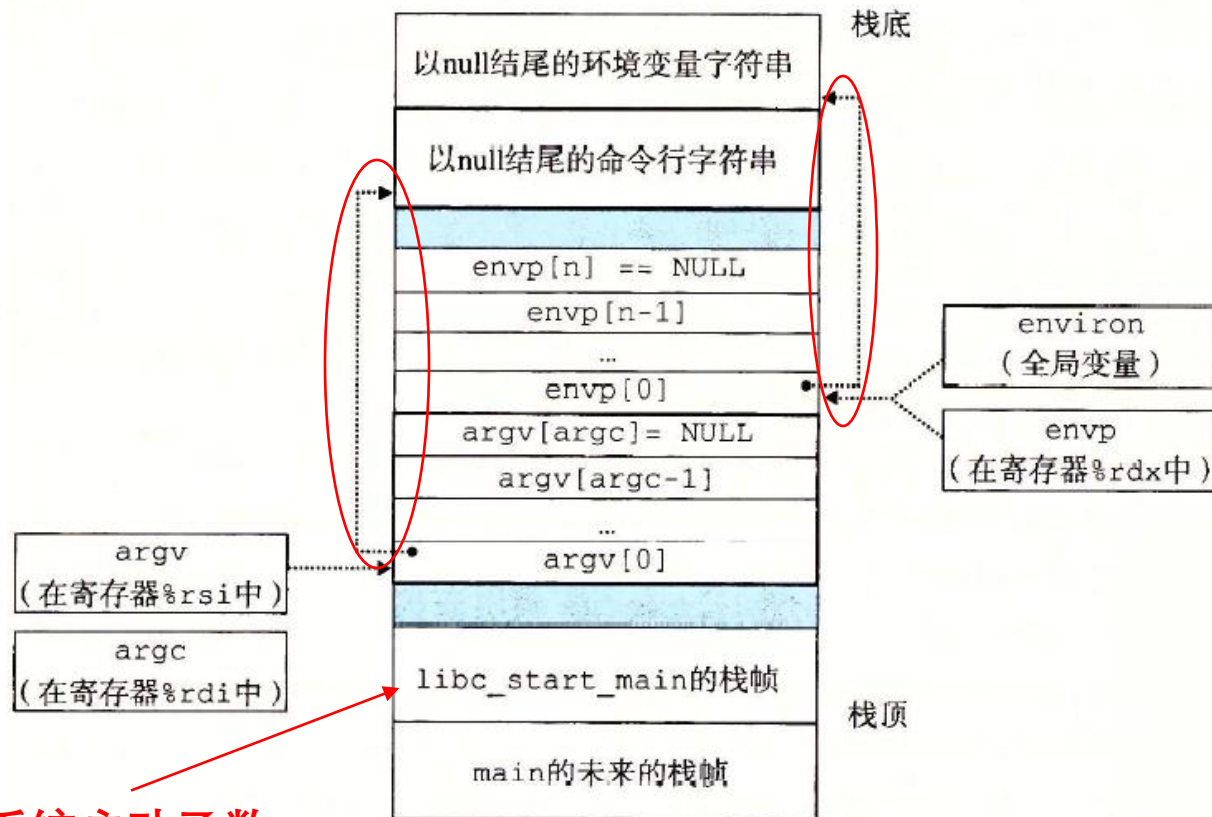 栈底
以null结尾的环境变量字符串
以null结尾的命令行字符串
envp[n] == NULL
envp[n-1]
…
envp[0]
environ
(全局变量)
envp
(在寄存器%rdx中)
argv[argc]= NULL
argv[argc-1]
…
argv[0]
argv
(在寄存器%rsi中)
argc
(在寄存器%rdi中)
libc_start_main的栈帧
栈顶
main的未来的栈帧